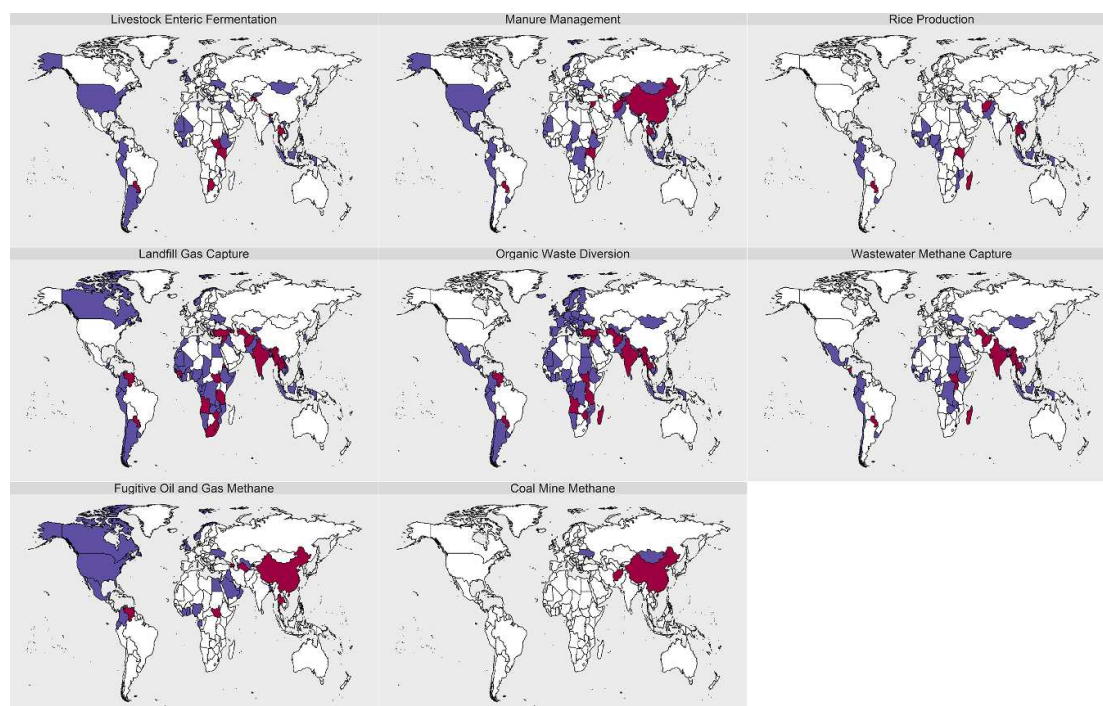 Livestock Enteric Fermentation
Manure Management
Rice Production
Landfill Gas Capture
Organic Waste Diversion
Wastewater Methane Capture
Fugitive Oil and Gas Methane
Coal Mine Methane